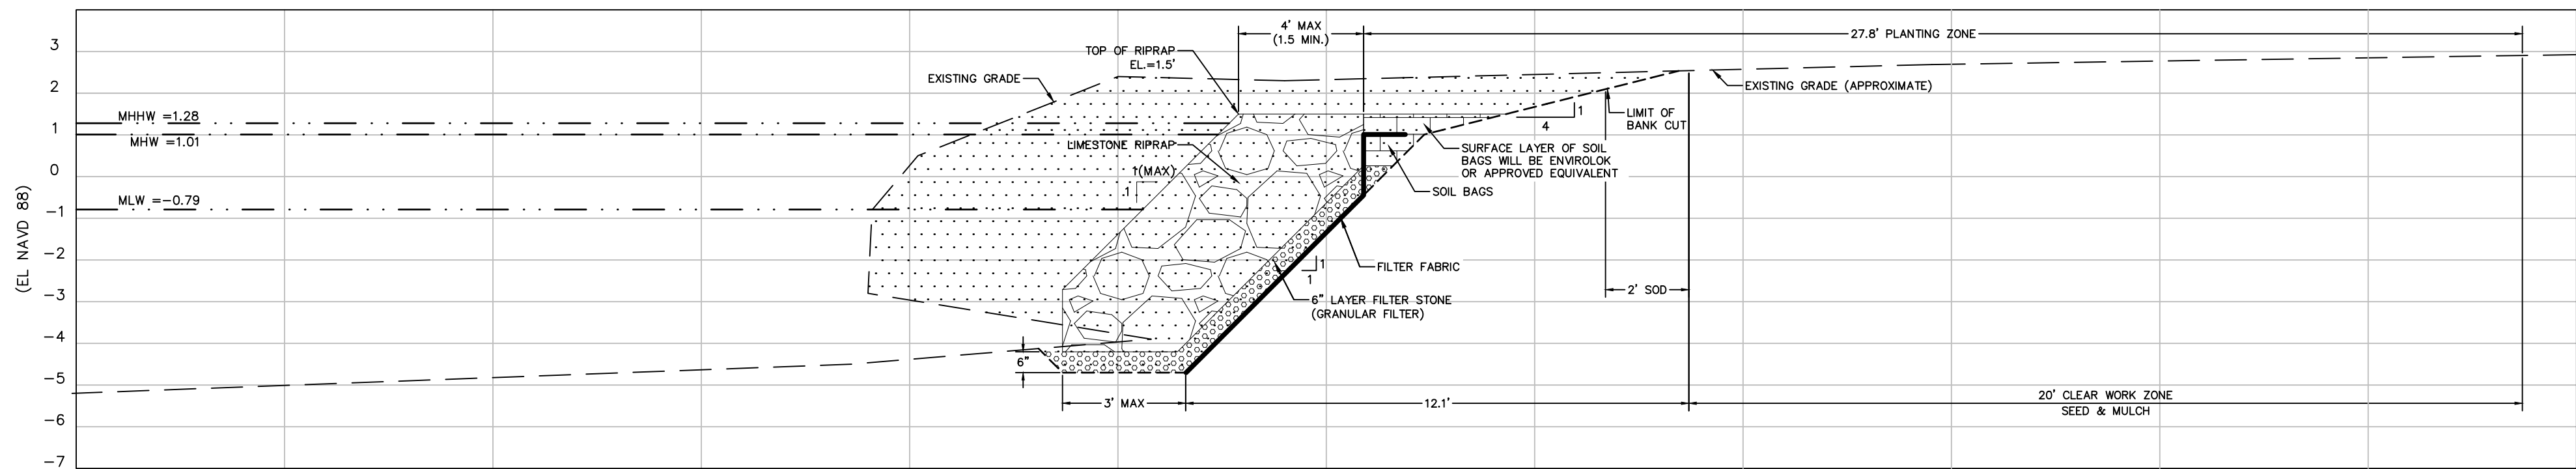 4' MAX
(1.5 MIN.)
27.8' PLANTING ZONE
3
TOP OF RIPRAP
EL.=1.5'
EXISTING GRADE
EXISTING GRADE (APPROXIMATE)
2
MHHW =1.28
1
MHW =1.01
1
4
LIMIT OF
BANK CUT
LIMESTONE RIPRAP
SURFACE LAYER OF SOIL
BAGS WILL BE ENVIROLOK
OR APPROVED EQUIVALENT
0
1(MAX)
1
SOIL BAGS
MLW =-0.79
-1
(EL NAVD 88)
-2
FILTER FABRIC
1
1
-3
2' SOD
6" LAYER FILTER STONE
(GRANULAR FILTER)
-4
6"
-5
3' MAX
12.1'
20' CLEAR WORK ZONE
SEED & MULCH
-6
-7